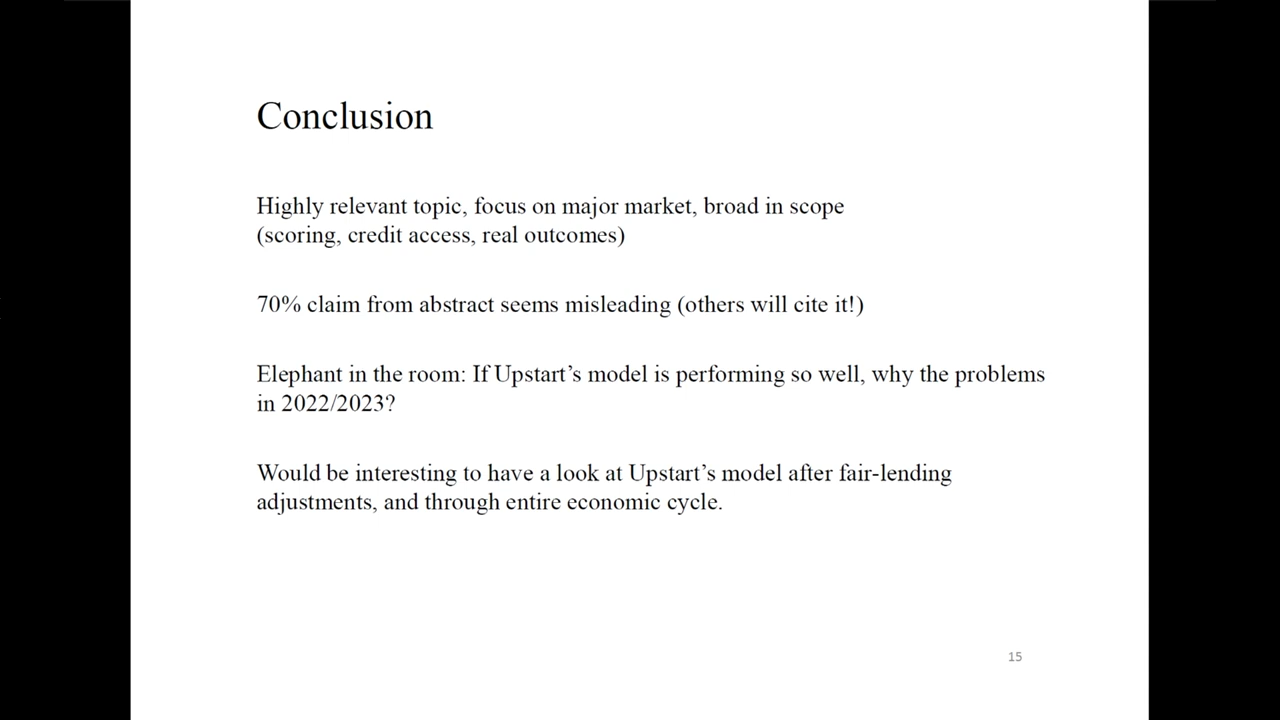 Conclusion
Highly relevant topic, focus on major market, broad in scope
(scoring, credit access, real outcomes)
70% claim from abstract seems misleading (others will cite it!)
Elephant in the room: If Upstart’s model is performing so well, why the problems
in 2022/2023?
Would be interesting to have a look at Upstart’s model after fair-lending
adjustments, and through entire economic cycle.
15